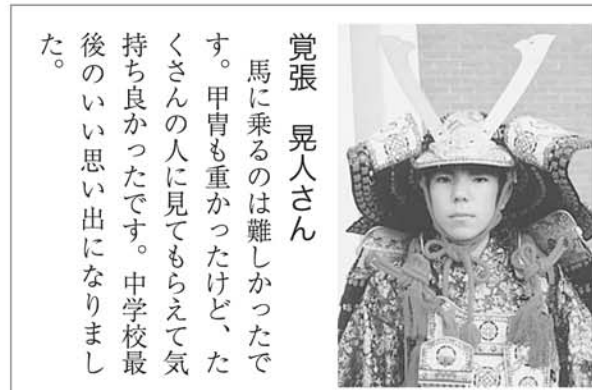 覚張　晃人さん
　馬に乗るのは難しかったで
す。甲冑も重かったけど、た
くさんの人に見てもらえて気
持ち良かったです。中学校最
後のいい思い出になりまし
た。